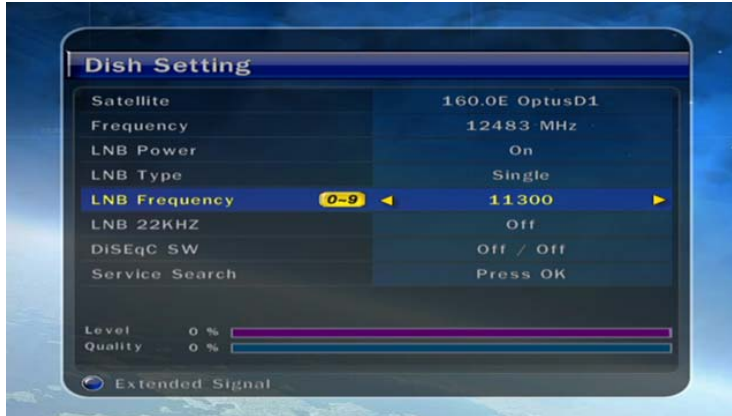 Dish Setting
Satellite 160.0E OptusD1
Frequency 12483 MHz
LNB Power On
LNB Type Single
LNB Frequency 0~9 11300
LNB 22KHZ Off
DiSEqC SW Off / Off
Service Search Press OK
Level 0 %
Quality 0 %
Extended Signal